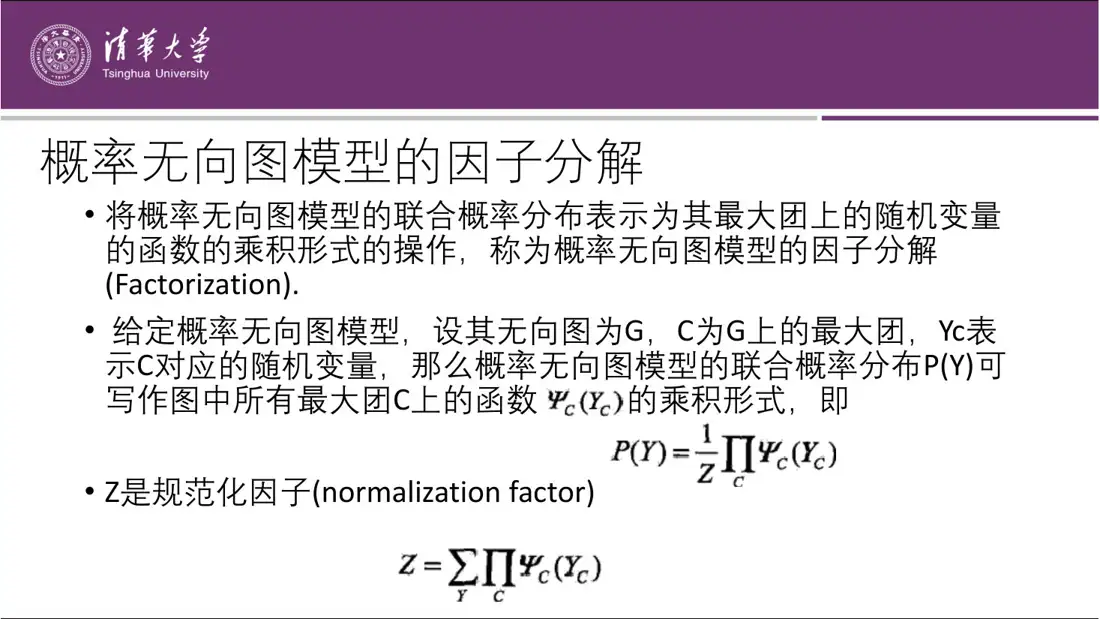 清华大学
Tsinghua University
概率无向图模型的因子分解
• 将概率无向图模型的联合概率分布表示为其最大团上的随机变量
的函数的乘积形式的操作，称为概率无向图模型的因子分解
(Factorization).
• 给定概率无向图模型，设其无向图为G，C为G上的最大团，Yc表
示C对应的随机变量，那么概率无向图模型的联合概率分布P(Y)可
写作图中所有最大团C上的函数 Ψ_C(Y_C) 的乘积形式，即
P(Y) = 1/Z ∏_C Ψ_C(Y_C)
• Z是规范化因子(normalization factor)
Z = ∑_Y ∏_C Ψ_C(Y_C)